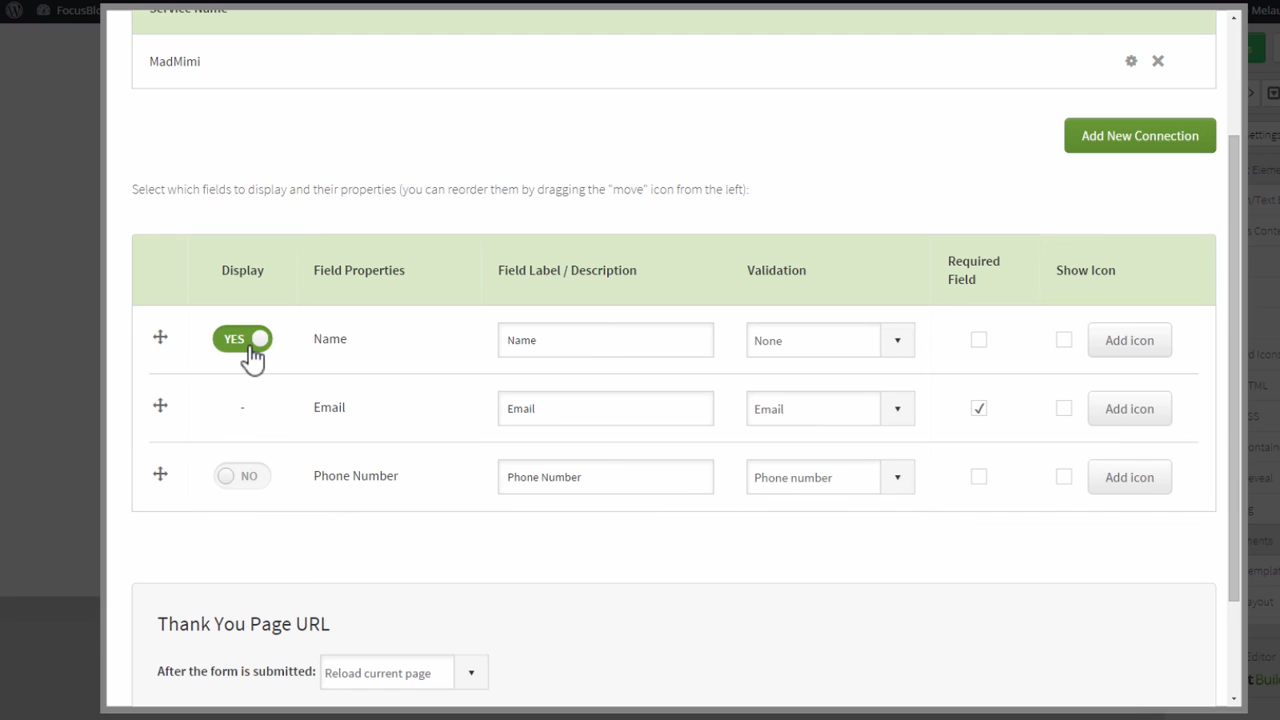 FocusBl
Melau
Service Name
MadMimi
Add New Connection
Select which fields to display and their properties (you can reorder them by dragging the "move" icon from the left):
Display Field Properties Field Label / Description Validation Required Field Show Icon
YES Name Name None Add icon
- Email Email Email Add icon
NO Phone Number Phone Number Phone number Add icon
Thank You Page URL
After the form is submitted: Reload current page